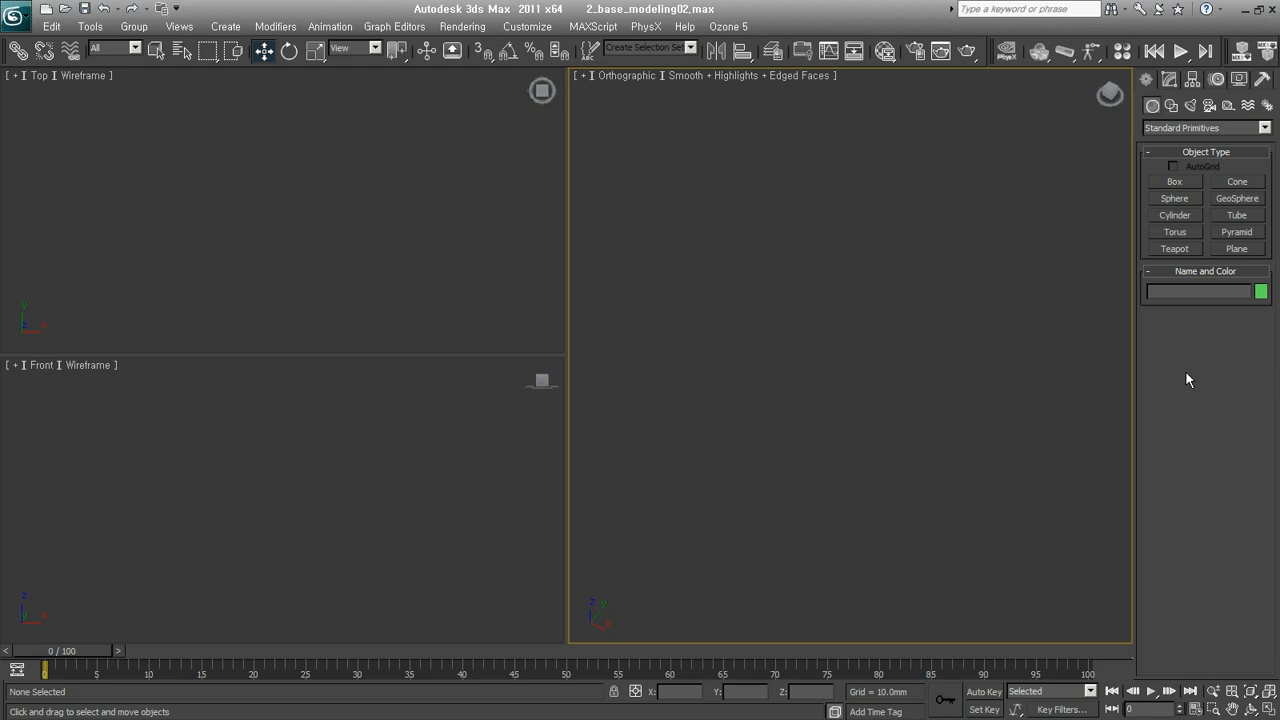 Autodesk 3ds Max 2011 x64 2_base_modeling02.max
Type a keyword or phrase
Edit Tools Group Views Create Modifiers Animation Graph Editors Rendering Customize MAXScript PhysX Help Ozone 5
All View Create Selection Set
[ + ] Top ] Wireframe ]
[ + ] Orthographic ] Smooth + Highlights + Edged Faces ]
Standard Primitives
- Object Type
AutoGrid
Box Cone
Sphere GeoSphere
Cylinder Tube
Torus Pyramid
Teapot Plane
- Name and Color
y
z x
[ + ] Front ] Wireframe ]
z
y x
z y
x
< 0 / 100 >
0 5 10 15 20 25 30 35 40 45 50 55 60 65 70 75 80 85 90 95 100
None Selected X: Y: Z: Grid = 10.0mm Auto Key Selected
Click and drag to select and move objects Add Time Tag Set Key Key Filters... 0